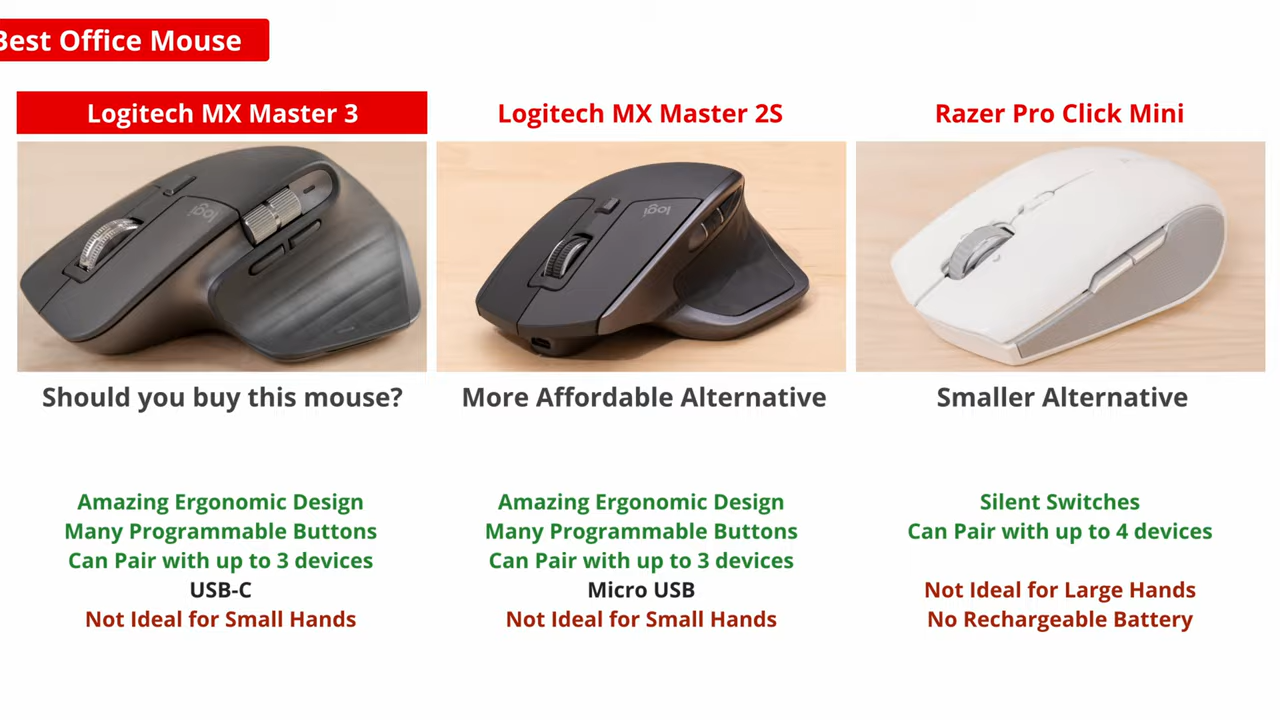 Best Office Mouse
Logitech MX Master 3
Logitech MX Master 2S
Razer Pro Click Mini
logi
logi
Should you buy this mouse?
More Affordable Alternative
Smaller Alternative
Amazing Ergonomic Design
Many Programmable Buttons
Can Pair with up to 3 devices
USB-C
Not Ideal for Small Hands
Amazing Ergonomic Design
Many Programmable Buttons
Can Pair with up to 3 devices
Micro USB
Not Ideal for Small Hands
Silent Switches
Can Pair with up to 4 devices
Not Ideal for Large Hands
No Rechargeable Battery